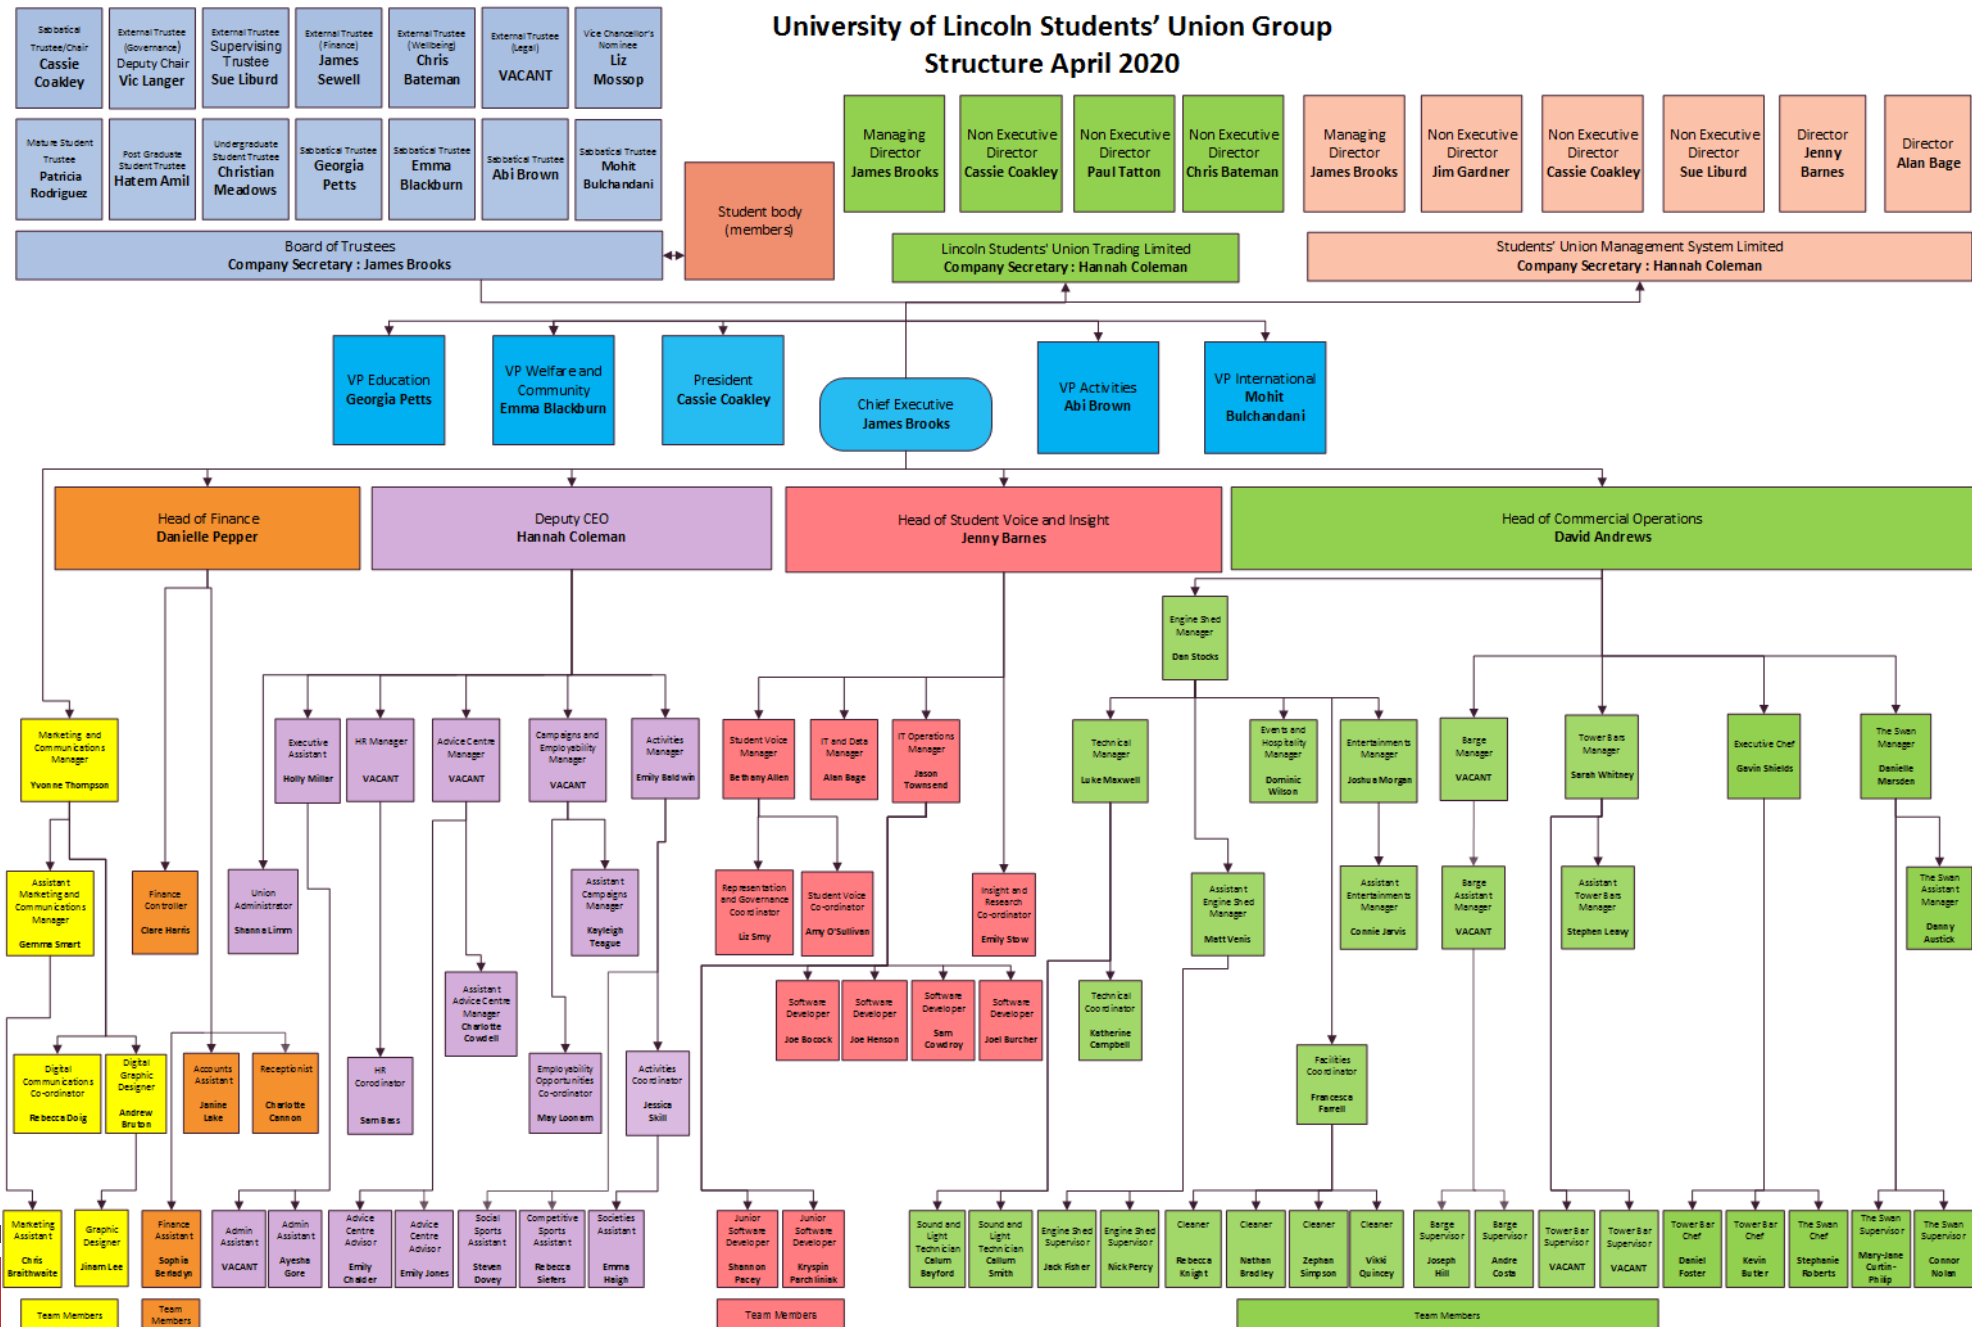 University of Lincoln Students' Union Group
Structure April 2020
Sabbatical
Trustee/Chair
Cassie
Coakley
External Trustee
(Governance)
Deputy Chair
Vic Langer
External Trustee
Supervising
Trustee
Sue Liburd
External Trustee
(Finance)
James
Sewell
External Trustee
(Wellbeing)
Chris
Bateman
External Trustee
(Legal)
VACANT
Vice Chancellor's
Nominee
Liz
Mossop
Mature Student
Trustee
Patricia
Rodriguez
Post Graduate
Student Trustee
Hatem Amil
Undergraduate
Student Trustee
Christian
Meadows
Sabbatical Trustee
Georgia
Petts
Sabbatical Trustee
Emma
Blackburn
Sabbatical Trustee
Abi Brown
Sabbatical Trustee
Mohit
Bulchandani
Board of Trustees
Company Secretary : James Brooks
Student body
(members)
Managing
Director
James Brooks
Non Executive
Director
Cassie Coakley
Non Executive
Director
Paul Tatton
Non Executive
Director
Chris Bateman
Lincoln Students' Union Trading Limited
Company Secretary : Hannah Coleman
Managing
Director
James Brooks
Non Executive
Director
Jim Gardner
Non Executive
Director
Cassie Coakley
Non Executive
Director
Sue Liburd
Director
Jenny
Barnes
Director
Alan Bage
Students' Union Management System Limited
Company Secretary : Hannah Coleman
VP Education
Georgia Petts
VP Welfare and
Community
Emma Blackburn
President
Cassie Coakley
Chief Executive
James Brooks
VP Activities
Abi Brown
VP International
Mohit
Bulchandani
Head of Finance
Danielle Pepper
Deputy CEO
Hannah Coleman
Head of Student Voice and Insight
Jenny Barnes
Head of Commercial Operations
David Andrews
Engine Shed
Manager
Dan Stocks
Marketing and
Communications
Manager
Yvonne Thompson
Executive
Assistant
Holly Millar
HR Manager
VACANT
Advice Centre
Manager
VACANT
Campaigns and
Employability
Manager
VACANT
Activities
Manager
Emily Baldwin
Student Voice
Manager
Bethany Allen
IT and Data
Manager
Alan Bage
IT Operations
Manager
Jason
Townsend
Technical
Manager
Luke Maxwell
Events and
Hospitality
Manager
Dominic
Wilson
Entertainments
Manager
Joshua Morgan
Barge
Manager
VACANT
Tower Bars
Manager
Sarah Whitney
Executive Chef
Gavin Shields
The Swan
Manager
Danielle
Marsden
Assistant
Marketing and
Communications
Manager
Gemma Smart
Finance
Controller
Clare Harris
Union
Administrator
Shanna Limm
Assistant
Campaigns
Manager
Kayleigh
Teague
Representation
and Governance
Coordinator
Liz Smy
Student Voice
Co-ordinator
Amy O'Sullivan
Insight and
Research
Co-ordinator
Emily Stow
Assistant
Engine Shed
Manager
Matt Venis
Assistant
Entertainments
Manager
Connie Jarvis
Barge
Assistant
Manager
VACANT
Assistant
Tower Bars
Manager
Stephen Leavy
The Swan
Assistant
Manager
Danny
Austick
Assistant
Advice Centre
Manager
Charlotte
Cowdell
Software
Developer
Joe Bocock
Software
Developer
Joe Henson
Software
Developer
Sam
Cowdroy
Software
Developer
Joel Burcher
Technical
Coordinator
Katherine
Campbell
Digital
Communications
Co-ordinator
Rebecca Doig
Digital
Graphic
Designer
Andrew
Bruton
Accounts
Assistant
Janine
Lake
Receptionist
Charlotte
Cannon
HR
Corodinator
Sam Bass
Employability
Opportunities
Co-ordinator
May Loonam
Activities
Coordinator
Jessica
Skill
Facilities
Coordinator
Francesca
Farrell
Marketing
Assistant
Chris
Braithwaite
Graphic
Designer
Jinam Lee
Finance
Assistant
Sophia
Admin
Assistant
VACANT
Admin
Assistant
Ayesha
Gore
Advice
Centre
Advisor
Emily
Chalder
Advice
Centre
Advisor
Emily Jones
Social
Sports
Assistant
Steven
Dovey
Competitive
Sports
Assistant
Rebecca
Siefers
Societies
Assistant
Emma
Haigh
Junior
Software
Developer
Shannon
Pacey
Junior
Software
Developer
Kryspin
Parchliniak
Sound and
Light
Technician
Callum
Bayford
Sound and
Light
Technician
Callum
Smith
Engine Shed
Supervisor
Jack Fisher
Engine Shed
Supervisor
Nick Percy
Cleaner
Rebecca
Knight
Cleaner
Nathan
Bradley
Cleaner
Zephan
Simpson
Cleaner
Vikki
Quincey
Barge
Supervisor
Joseph
Hill
Barge
Supervisor
Andre
Costa
Tower Bar
Supervisor
VACANT
Tower Bar
Supervisor
VACANT
Tower Bar
Chef
Daniel
Foster
Tower Bar
Chef
Kevin
Butler
The Swan
Chef
Stephanie
Roberts
The Swan
Supervisor
Mary-Jane
Curtin-
Philip
The Swan
Supervisor
Connor
Nolan
Team Members
Team
Members
Team Members
Team Members